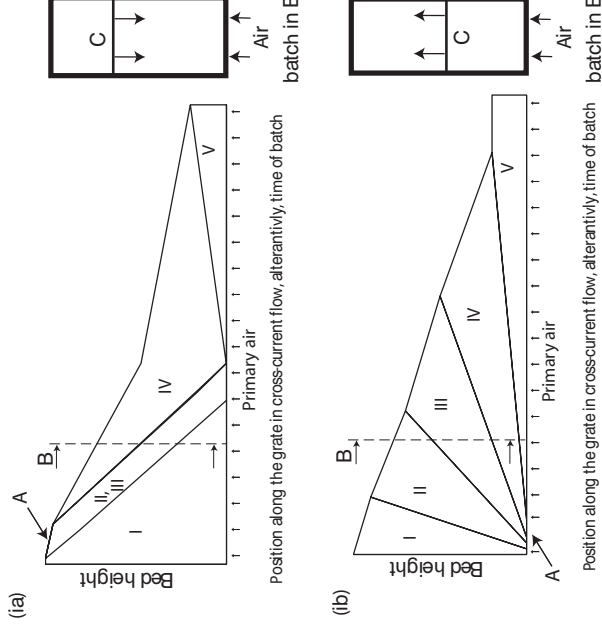 (ia)
A
B
I
II, III
IV
V
Bed height
Primary air
Position along the grate in cross-current flow, alterantivly, time of batch
C
Air
batch in B
(ib)
B
I
II
III
IV
V
A
Bed height
Primary air
Position along the grate in cross-current flow, alterantivly, time of batch
C
Air
batch in B